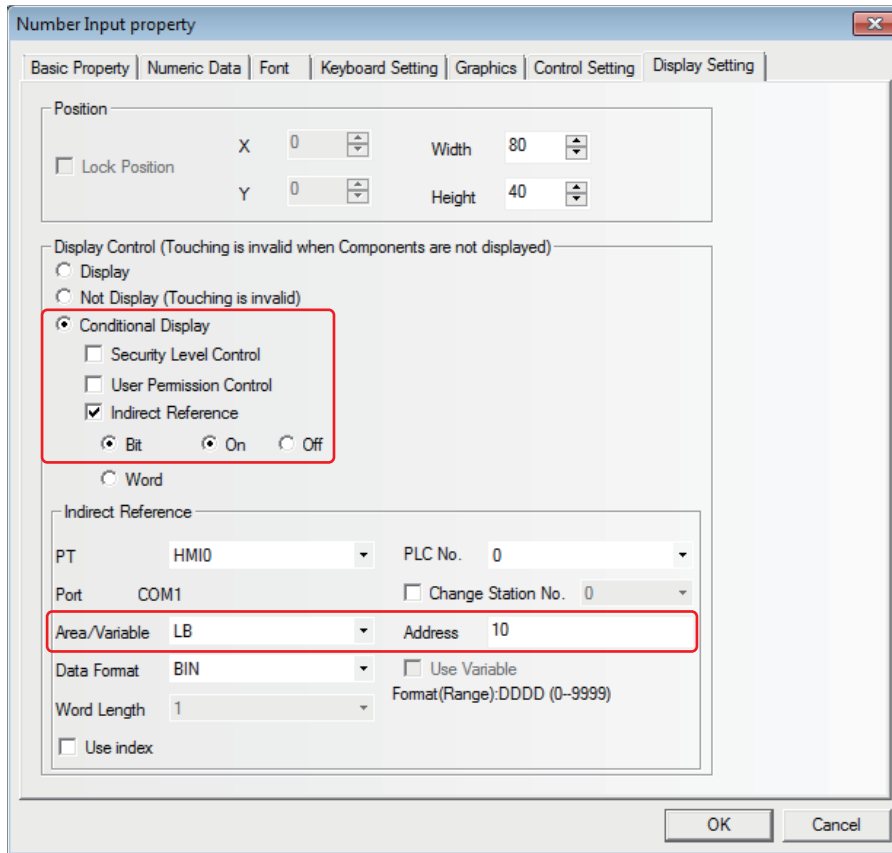 Number Input property
Basic Property Numeric Data Font Keyboard Setting Graphics Control Setting Display Setting
Position
Lock Position X 0 Width 80
Y 0 Height 40
Display Control (Touching is invalid when Components are not displayed)
Display
Not Display (Touching is invalid)
Conditional Display
Security Level Control
User Permission Control
Indirect Reference
Bit On Off
Word
Indirect Reference
PT HMI0 PLC No. 0
Port COM1 Change Station No. 0
Area/Variable LB Address 10
Data Format BIN Use Variable
Format(Range):DDDD (0--9999)
Word Length 1
Use index
OK Cancel